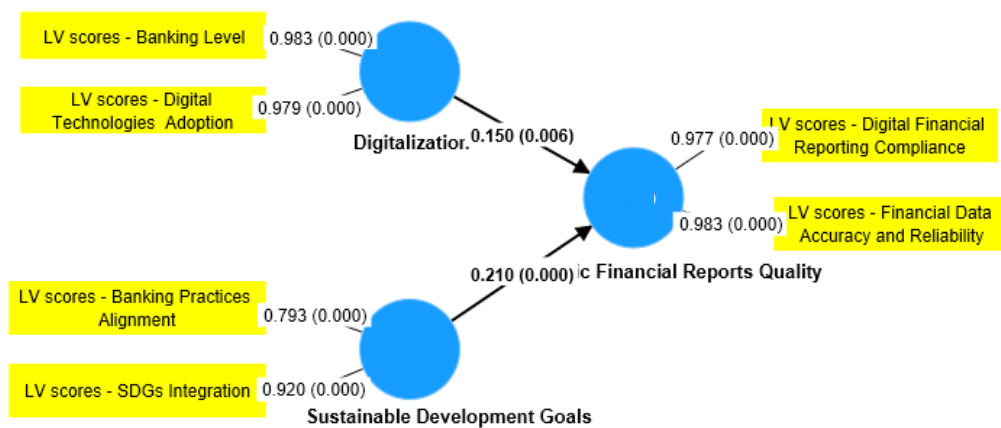 LV scores - Banking Level
0.983 (0.000)
LV scores - Digital
Technologies Adoption
0.979 (0.000)
Digitalization
0.150 (0.006)
LV scores - Digital Financial
Reporting Compliance
0.977 (0.000)
LV scores - Financial Data
Accuracy and Reliability
0.983 (0.000)
0.210 (0.000)
ic Financial Reports Quality
LV scores - Banking Practices
Alignment
0.793 (0.000)
LV scores - SDGs Integration
0.920 (0.000)
Sustainable Development Goals